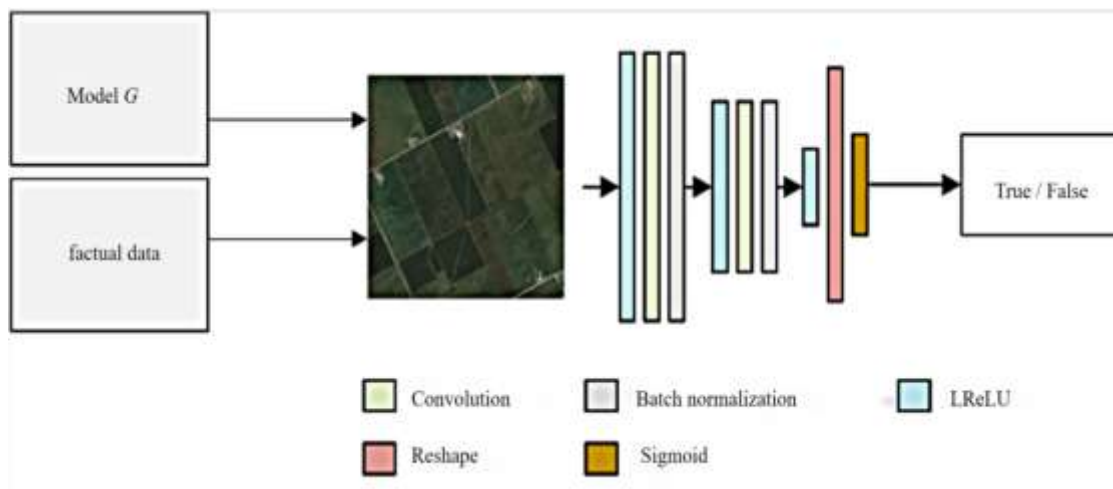 Model G
factual data
True / False
Convolution
Batch normalization
LReLU
Reshape
Sigmoid